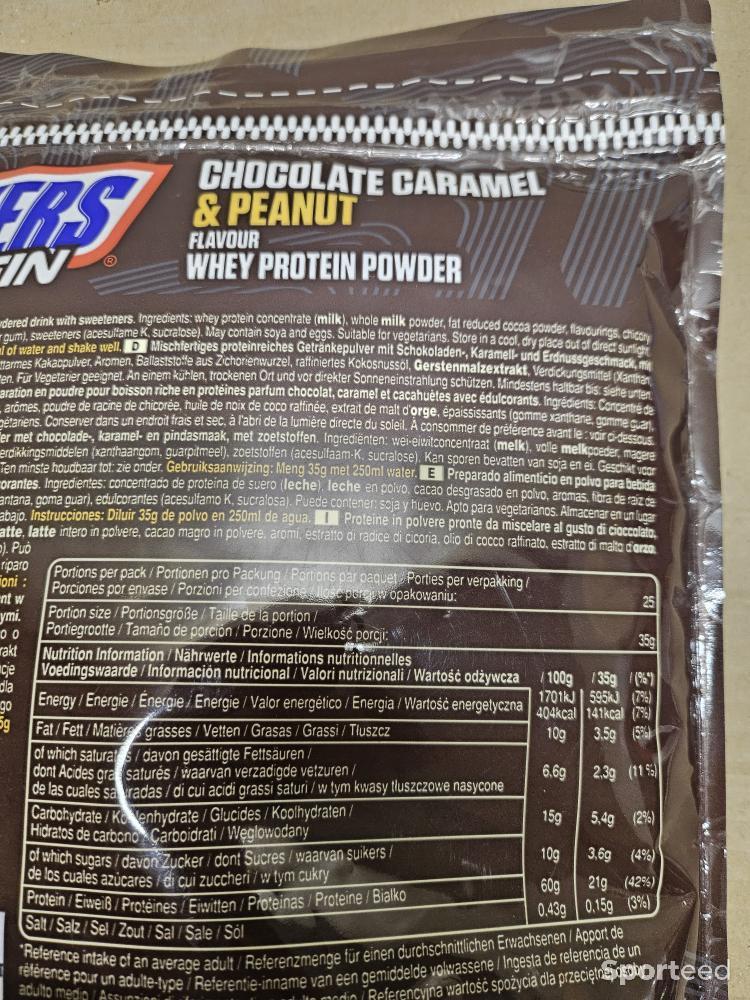 ERS
EIN
®
CHOCOLATE CARAMEL
& PEANUT
FLAVOUR
WHEY PROTEIN POWDER
drink with sweeteners. Ingredients: whey protein concentrate (milk), whole milk powder, fat reduced cocoa powder, flavourings, chicory
gum), sweeteners (acesulfame K, sucralose). May contain soya and eggs. Suitable for vegetarians. Store in a cool, dry place out of direct sunlight.
of water and shake well. D Mischfertiges proteinreiches Getränkepulver mit Schokoladen-, Karamell- und Erdnussgeschmack, mit
Kakaopulver, Aromen, Ballaststoffe aus Zichorienwurzel, raffiniertes Kokosnussöl, Gerstenmalzextrakt, Verdickungsmittel (Xanthan
Für Vegetarier geeignet. An einem kühlen, trockenen Ort und vor direkter Sonneneinstrahlung schützen. Mindestens haltbar bis: siehe unten.
en poudre pour boisson riche en protéines parfum chocolat, caramel et cacahuètes avec édulcorants. Ingrédients: Concentré de
arômes, poudre de racine de chicorée, huile de noix de coco raffinée, extrait de malt d'orge, épaississants (gomme xanthane, gomme guar),
Conserver dans un endroit frais et sec, à l'abri de la lumière directe du soleil. À consommer de préférence avant le : voir ci-dessous.
met chocolade-, karamel- en pindasmaak, met zoetstoffen. Ingrediënten: wei-eiwitconcentraat (melk), volle melkpoeder, magere
verdikkingsmiddelen (xanthaangom, guarpitmeel), zoetstoffen (acesulfaam-K, sucralose). Kan sporen bevatten van soja en ei. Geschikt voor
Ten minste houdbaar tot: zie onder. Gebruiksaanwijzing: Meng 35g met 250ml water. E Preparado alimenticio en polvo para bebida
Ingredientes: concentrado de proteína de suero (leche), leche en polvo, cacao desgrasado en polvo, aromas, fibra de raíz de
goma guar), edulcorantes (acesulfamo K, sucralosa). Puede contener: soja y huevo. Apto para vegetarianos. Almacenar en un lugar
abajo. Instrucciones: Diluir 35g de polvo en 250ml de agua. I Proteine in polvere pronte da miscelare al gusto di cioccolato,
latte, latte intero in polvere, cacao magro in polvere, aromi, estratto di radice di cicoria, olio di cocco raffinato, estratto di malto d'orzo,
Può
Portions per pack / Portionen pro Packung / Portions par paquet / Porties per verpakking /
Porciones por envase / Porzioni per confezione / Ilość porcji w opakowaniu: 25
Portion size / Portionsgröße / Taille de la portion /
Portiegrootte / Tamaño de porción / Porzione / Wielkość porcji: 35g
Nutrition Information / Nährwerte / Informations nutritionnelles
Voedingswaarde / Información nutricional / Valori nutrizionali / Wartość odżywcza / 100g / 35g / (%*)
Energy / Energie / Énergie / Energie / Valor energético / Energia / Wartość energetyczna 1701kJ 595kJ (7%)
404kcal 141kcal (7%)
Fat / Fett / Matières grasses / Vetten / Grasas / Grassi / Tłuszcz 10g 3.5g (5%)
of which saturates / davon gesättigte Fettsäuren /
dont Acides gras saturés / waarvan verzadigde vetzuren /
de las cuales saturadas / di cui acidi grassi saturi / w tym kwasy tłuszczowe nasycone 6.6g 2.3g (11%)
Carbohydrate / Kohlenhydrate / Glucides / Koolhydraten /
Hidratos de carbono / Carboidrati / Węglowodany 15g 5.4g (2%)
of which sugars / davon Zucker / dont Sucres / waarvan suikers /
de los cuales azúcares / di cui zuccheri / w tym cukry 10g 3.6g (4%)
Protein / Eiweiß / Protéines / Eiwitten / Proteínas / Proteine / Białko 60g 21g (42%)
Salt / Salz / Sel / Zout / Sal / Sale / Sól 0,43g 0,15g (3%)
*Reference intake of an average adult / Referenzmenge für einen durchschnittlichen Erwachsenen / Apport de
référence pour un adulte-type / Referentie-inname van een gemiddelde volwassene / Ingesta de referencia de un
adulto medio / Referencyjna wartość spożycia dla przeciętnej
Sporteed